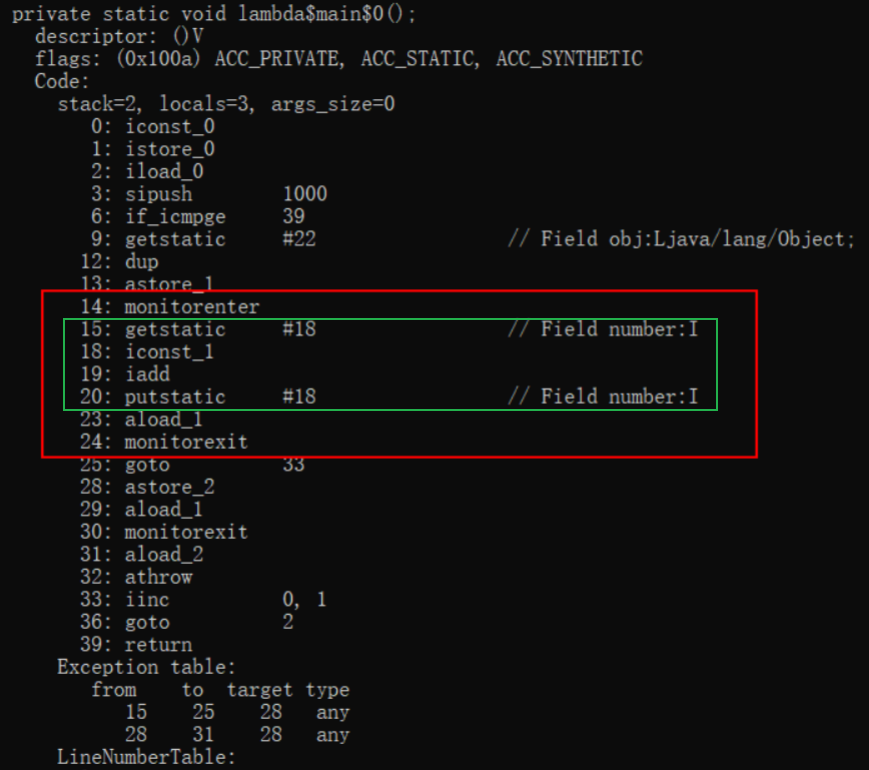 private static void lambda$main$0();
descriptor: ()V
flags: (0x100a) ACC_PRIVATE, ACC_STATIC, ACC_SYNTHETIC
Code:
stack=2, locals=3, args_size=0
0: iconst_0
1: istore_0
2: iload_0
3: sipush 1000
6: if_icmpge 39
9: getstatic #22 // Field obj:Ljava/lang/Object;
12: dup
13: astore_1
14: monitorenter
15: getstatic #18 // Field number:I
18: iconst_1
19: iadd
20: putstatic #18 // Field number:I
23: aload_1
24: monitorexit
25: goto 33
28: astore_2
29: aload_1
30: monitorexit
31: aload_2
32: athrow
33: iinc 0, 1
36: goto 2
39: return
Exception table:
from to target type
15 25 28 any
28 31 28 any
LineNumberTable: